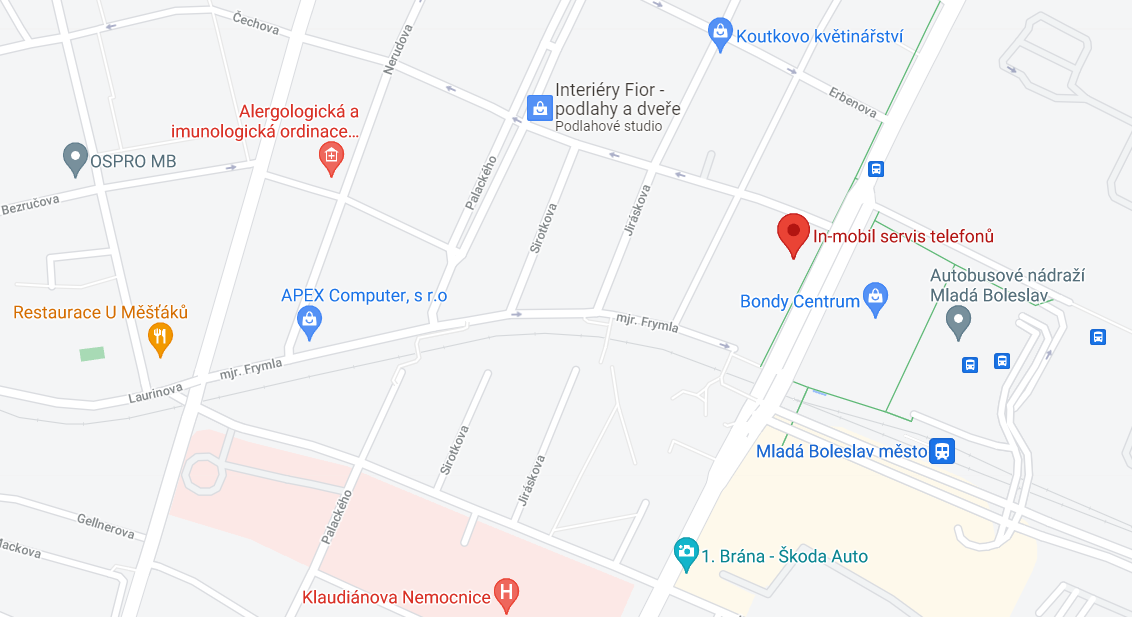 Čechova
Nerudova
Koutkovo květinářství
Interiéry Fior -
podlahy a dveře
Podlahové studio
Erbenova
Alergologická a
imunologická ordinace...
OSPRO MB
Bezručova
Palackého
Sirotkova
Jiráskova
In-mobil servis telefonů
Autobusové nádraží
Mladá Boleslav
APEX Computer, s r.o
Bondy Centrum
Restaurace U Měšťáků
mjr. Frymla
mjr. Frymla
Laurinova
Sirotkova
Jiráskova
Mladá Boleslav město
Palackého
Gellnerova
Mackova
1. Brána - Škoda Auto
Klaudiánova Nemocnice
H